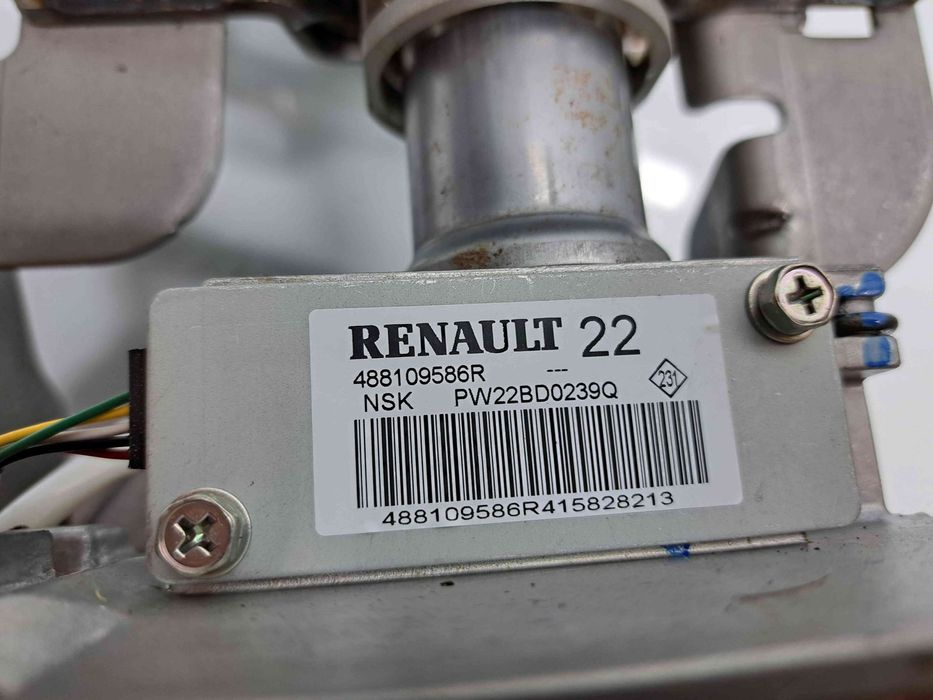 RENAULT 22
488109586R ---
231
NSK PW22BD0239Q
488109586R415828213